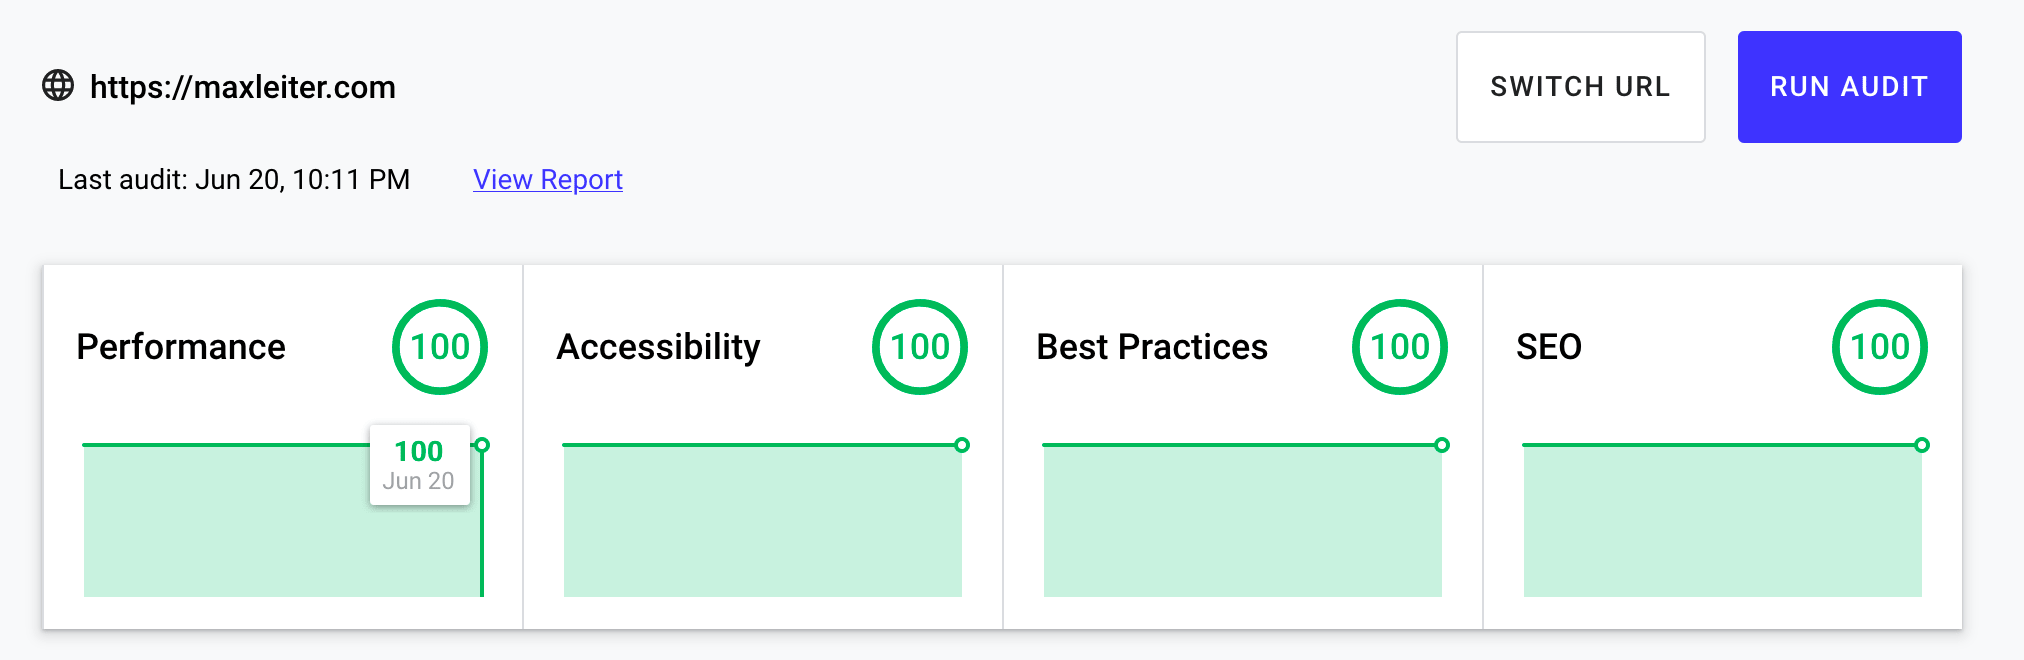 https://maxleiter.com
SWITCH URL
RUN AUDIT
Last audit: Jun 20, 10:11 PM
View Report
Performance
100
100
Jun 20
Accessibility
100
Best Practices
100
SEO
100